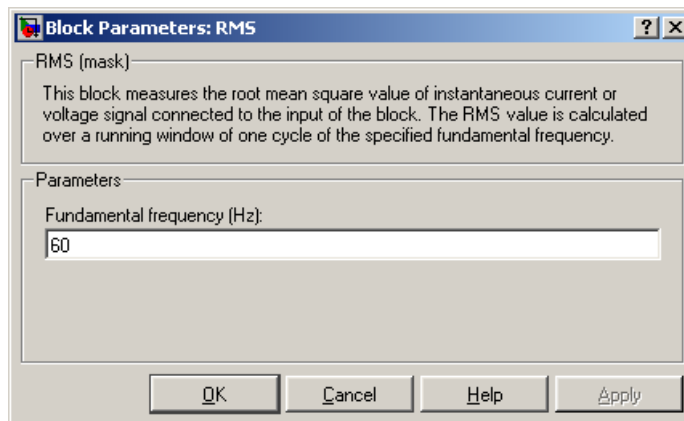 Block Parameters: RMS
RMS (mask)
This block measures the root mean square value of instantaneous current or
voltage signal connected to the input of the block. The RMS value is calculated
over a running window of one cycle of the specified fundamental frequency.
Parameters
Fundamental frequency (Hz):
60
OK Cancel Help Apply